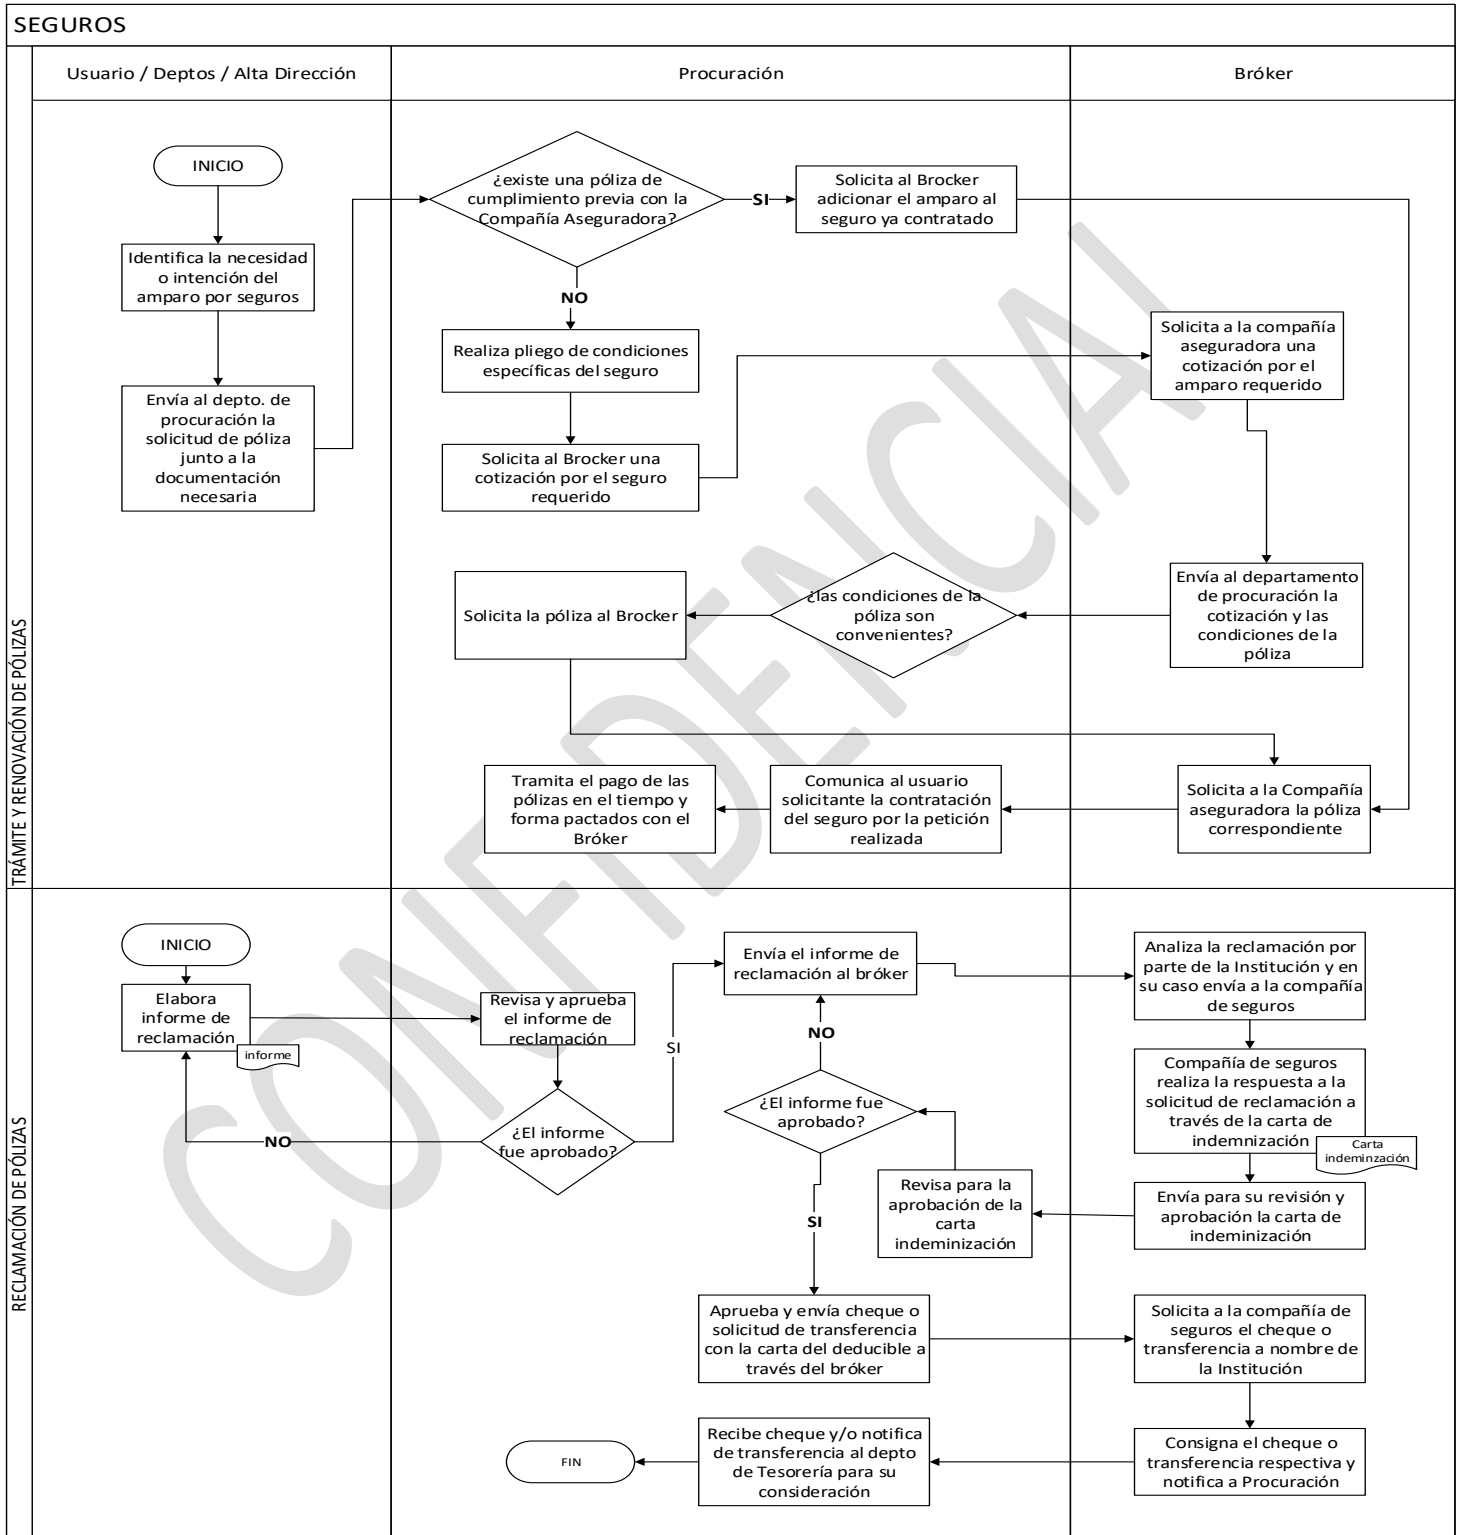 SEGUROS
Usuario / Deptos / Alta Dirección
Procuración
Bróker
TRÁMITE Y RENOVACIÓN DE PÓLIZAS
INICIO
Identifica la necesidad
o intención del
amparo por seguros
Envía al depto. de
procuración la
solicitud de póliza
junto a la
documentación
necesaria
¿existe una póliza de
cumplimiento previa con la
Compañía Aseguradora?
SI
Solicita al Brocker
adicionar el amparo al
seguro ya contratado
NO
Realiza pliego de condiciones
específicas del seguro
Solicita al Brocker una
cotización por el seguro
requerido
Solicita a la compañía
aseguradora una
cotización por el
amparo requerido
Envía al departamento
de procuración la
cotización y las
condiciones de la
póliza
¿las condiciones de la
póliza son
convenientes?
Solicita la póliza al Brocker
Solicita a la Compañía
aseguradora la póliza
correspondiente
Comunica al usuario
solicitante la contratación
del seguro por la petición
realizada
Tramita el pago de las
pólizas en el tiempo y
forma pactados con el
Bróker
CONFIDENCIAL
RECLAMACIÓN DE PÓLIZAS
INICIO
Elabora
informe de
reclamación
informe
Revisa y aprueba
el informe de
reclamación
¿El informe
fue aprobado?
NO
SI
Envía el informe de
reclamación al bróker
Analiza la reclamación por
parte de la Institución y en
su caso envía a la compañía
de seguros
Compañía de seguros
realiza la respuesta a la
solicitud de reclamación a
través de la carta de
indemnización
Carta
indeminzación
Envía para su revisión y
aprobación la carta de
indeminización
Revisa para la
aprobación de la
carta
indeminización
¿El informe fue
aprobado?
NO
SI
Aprueba y envía cheque o
solicitud de transferencia
con la carta del deducible a
través del bróker
Solicita a la compañía de
seguros el cheque o
transferencia a nombre de
la Institución
Consigna el cheque o
transferencia respectiva y
notifica a Procuración
Recibe cheque y/o notifica
de transferencia al depto
de Tesorería para su
consideración
FIN